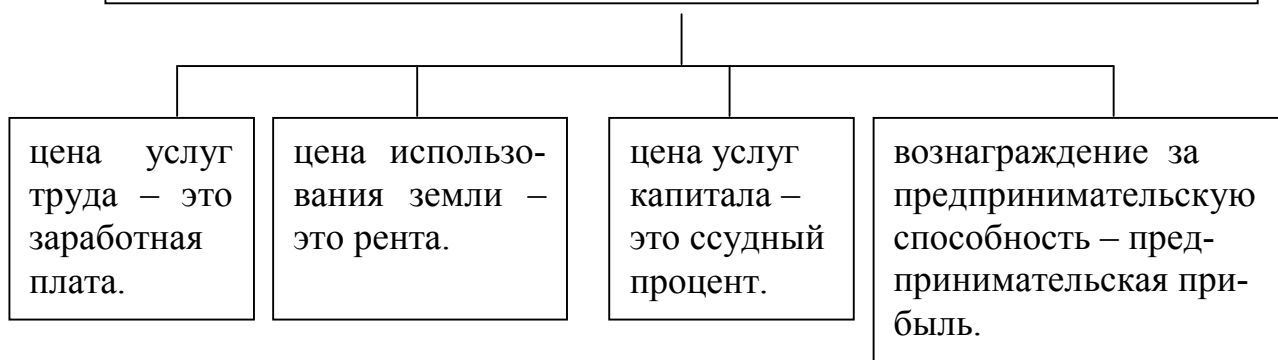 цена услуг
труда – это
заработная
плата.
цена использо-
вания земли –
это рента.
цена услуг
капитала –
это ссудный
процент.
вознаграждение за
предпринимательскую
способность – пред-
принимательская при-
быль.